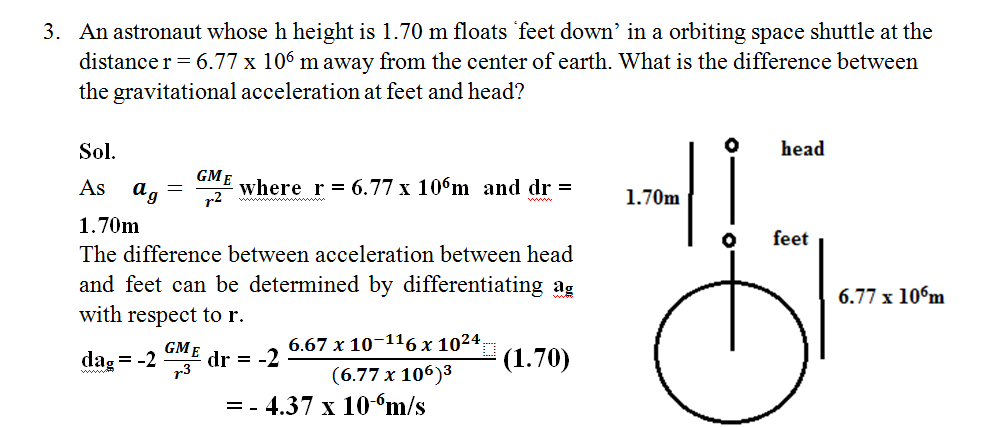 3. An astronaut whose h height is 1.70 m floats ‘feet down’ in a orbiting space shuttle at the
distance r = 6.77 x 10⁶ m away from the center of earth. What is the difference between
the gravitational acceleration at feet and head?
Sol.
As a_g = GM_E/r² where r = 6.77 x 10⁶m and dr =
1.70m
The difference between acceleration between head
and feet can be determined by differentiating ag
with respect to r.
dag = -2 GM_E/r³ dr = -2 6.67 x 10⁻¹¹6 x 10²⁴/(6.77 x 10⁶)³ (1.70)
= - 4.37 x 10⁻⁶m/s
head
1.70m
feet
6.77 x 10⁶m